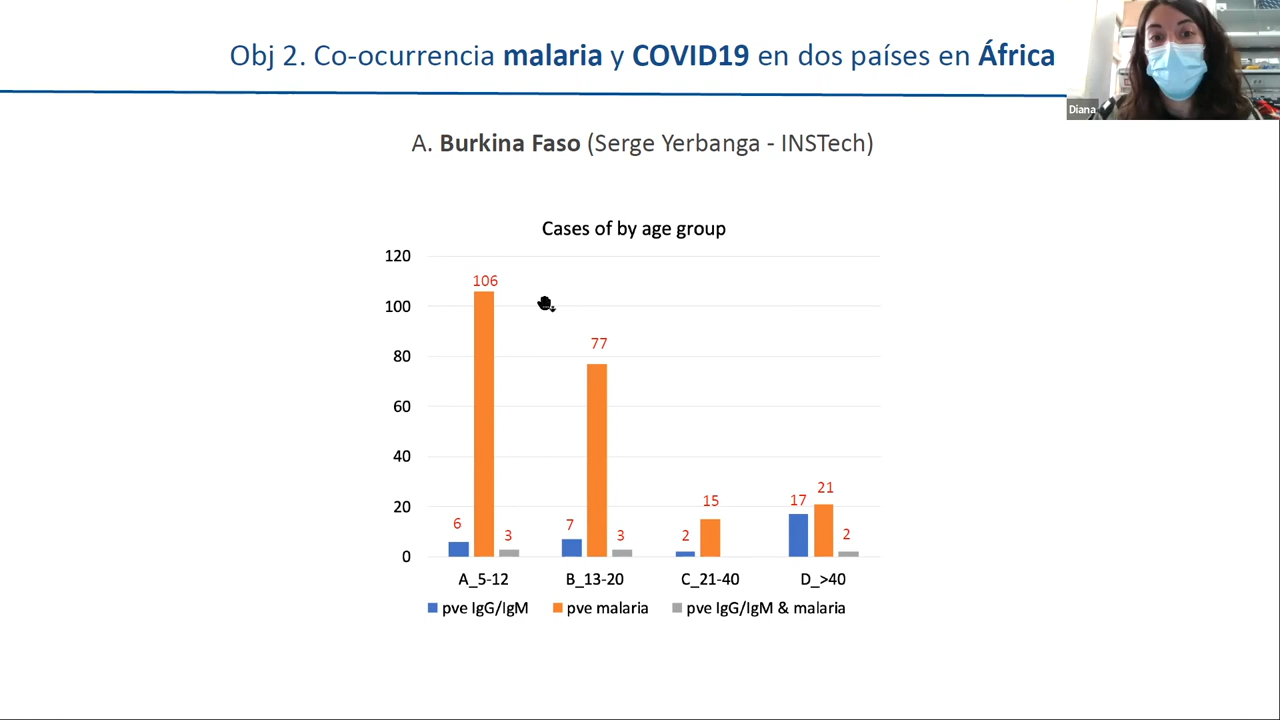 Obj 2. Co-ocurrencia malaria y COVID19 en dos países en África
Diana
A. Burkina Faso (Serge Yerbanga - INSTech)
Cases of by age group
120
100
80
60
40
20
0
106
77
6
3
7
3
2
15
17
21
2
A_5-12
B_13-20
C_21-40
D_>40
pve IgG/IgM
pve malaria
pve IgG/IgM & malaria